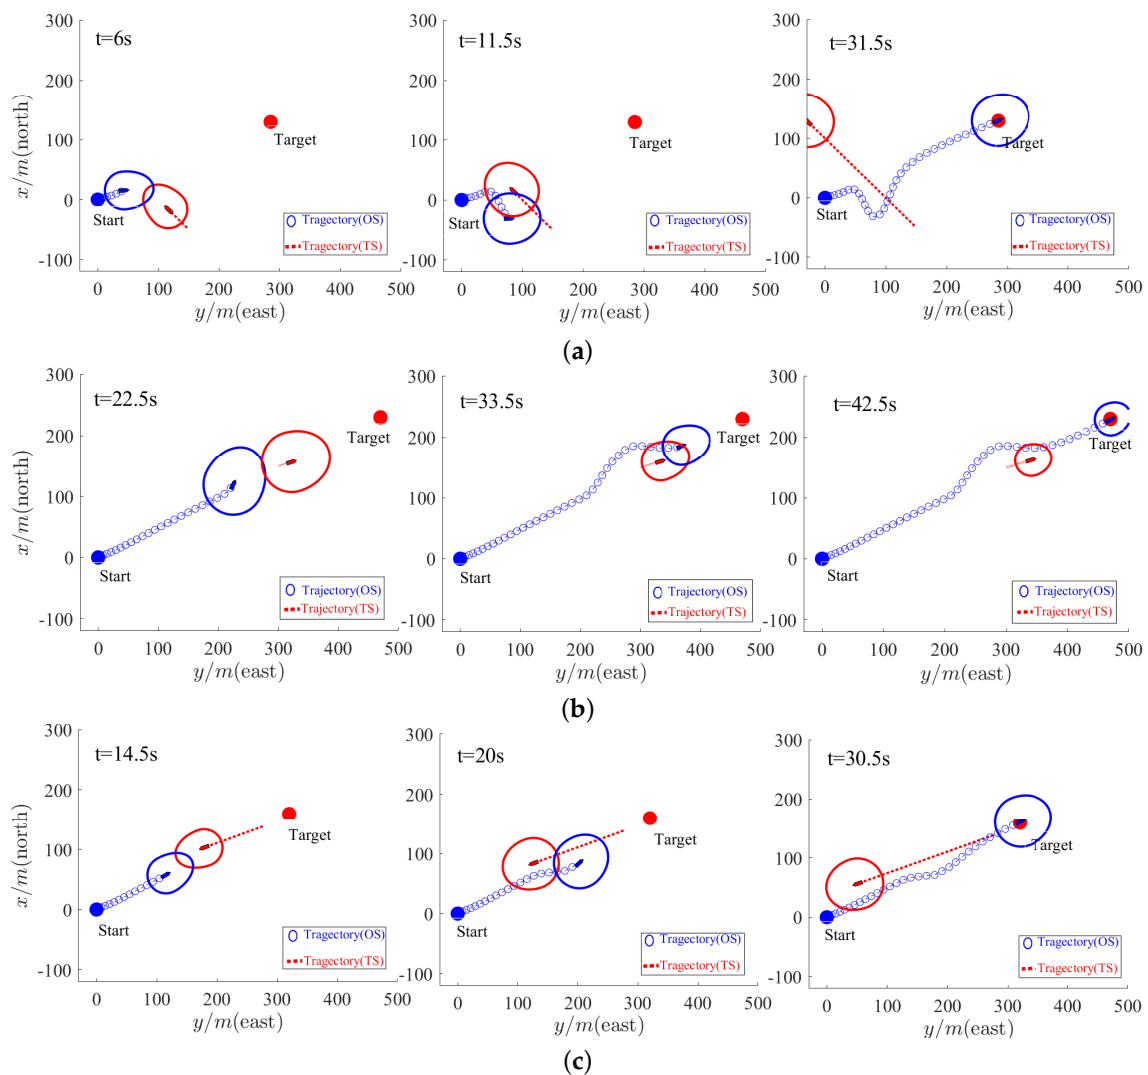 t=6s
300
200
100
0
-100
x/m(north)
Target
Start
Tragectory(OS)
Tragectory(TS)
0 100 200 300 400 500
y/m(east)
t=11.5s
300
200
100
0
-100
Target
Start
Tragectory(OS)
Tragectory(TS)
0 100 200 300 400 500
y/m(east)
t=31.5s
300
200
100
0
-100
Target
Start
Tragectory(OS)
Tragectory(TS)
0 100 200 300 400 500
y/m(east)
(a)
t=22.5s
300
200
100
0
-100
x/m(north)
Target
Start
Trajectory(OS)
Trajectory(TS)
0 100 200 300 400 500
y/m(east)
t=33.5s
300
200
100
0
-100
Target
Start
Trajectory(OS)
Trajectory(TS)
0 100 200 300 400 500
y/m(east)
t=42.5s
300
200
100
0
-100
Target
Start
Trajectory(OS)
Trajectory(TS)
0 100 200 300 400 500
y/m(east)
(b)
t=14.5s
300
200
100
0
-100
x/m(north)
Target
Start
Tragectory(OS)
Tragectory(TS)
0 100 200 300 400 500
y/m(east)
t=20s
300
200
100
0
-100
Target
Start
Tragectory(OS)
Tragectory(TS)
0 100 200 300 400 500
y/m(east)
t=30.5s
300
200
100
0
-100
Target
Start
Tragectory(OS)
Tragectory(TS)
0 100 200 300 400 500
y/m(east)
(c)